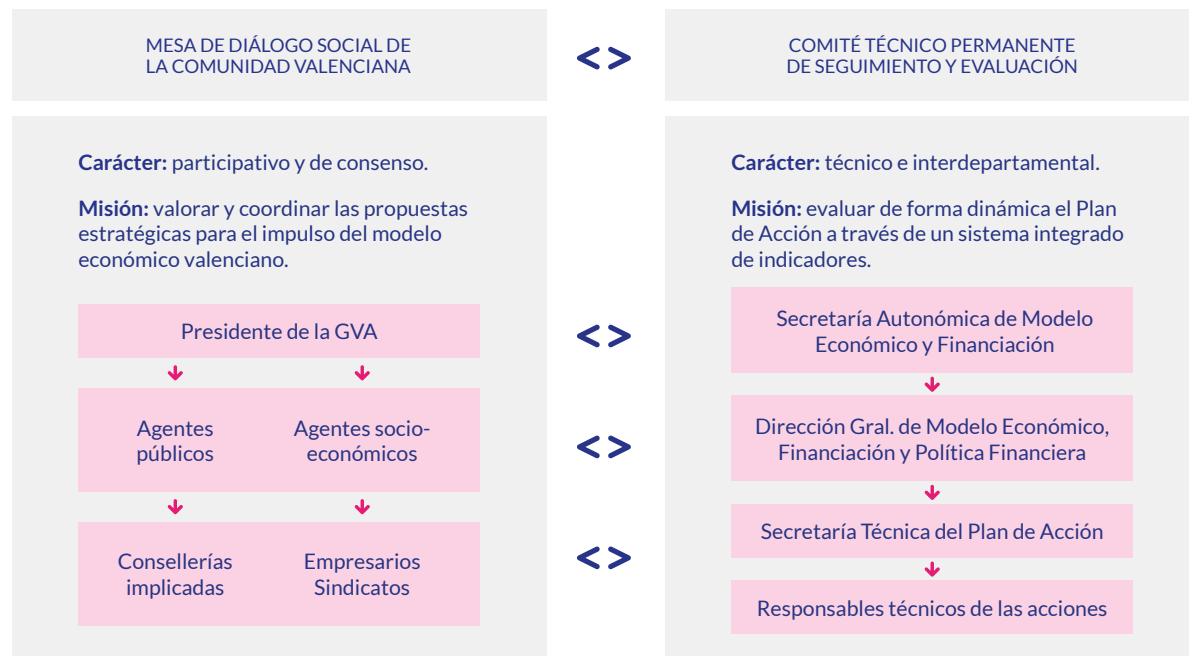 MESA DE DIÁLOGO SOCIAL DE
LA COMUNIDAD VALENCIANA
<>
COMITÉ TÉCNICO PERMANENTE
DE SEGUIMIENTO Y EVALUACIÓN
Carácter: participativo y de consenso.
Misión: valorar y coordinar las propuestas
estratégicas para el impulso del modelo
económico valenciano.
Presidente de la GVA
Agentes
públicos
Agentes socio-
económicos
Consellerías
implicadas
Empresarios
Sindicatos
<>
<>
<>
Carácter: técnico e interdepartamental.
Misión: evaluar de forma dinámica el Plan
de Acción a través de un sistema integrado
de indicadores.
Secretaría Autonómica de Modelo
Económico y Financiación
Dirección Gral. de Modelo Económico,
Financiación y Política Financiera
Secretaría Técnica del Plan de Acción
Responsables técnicos de las acciones